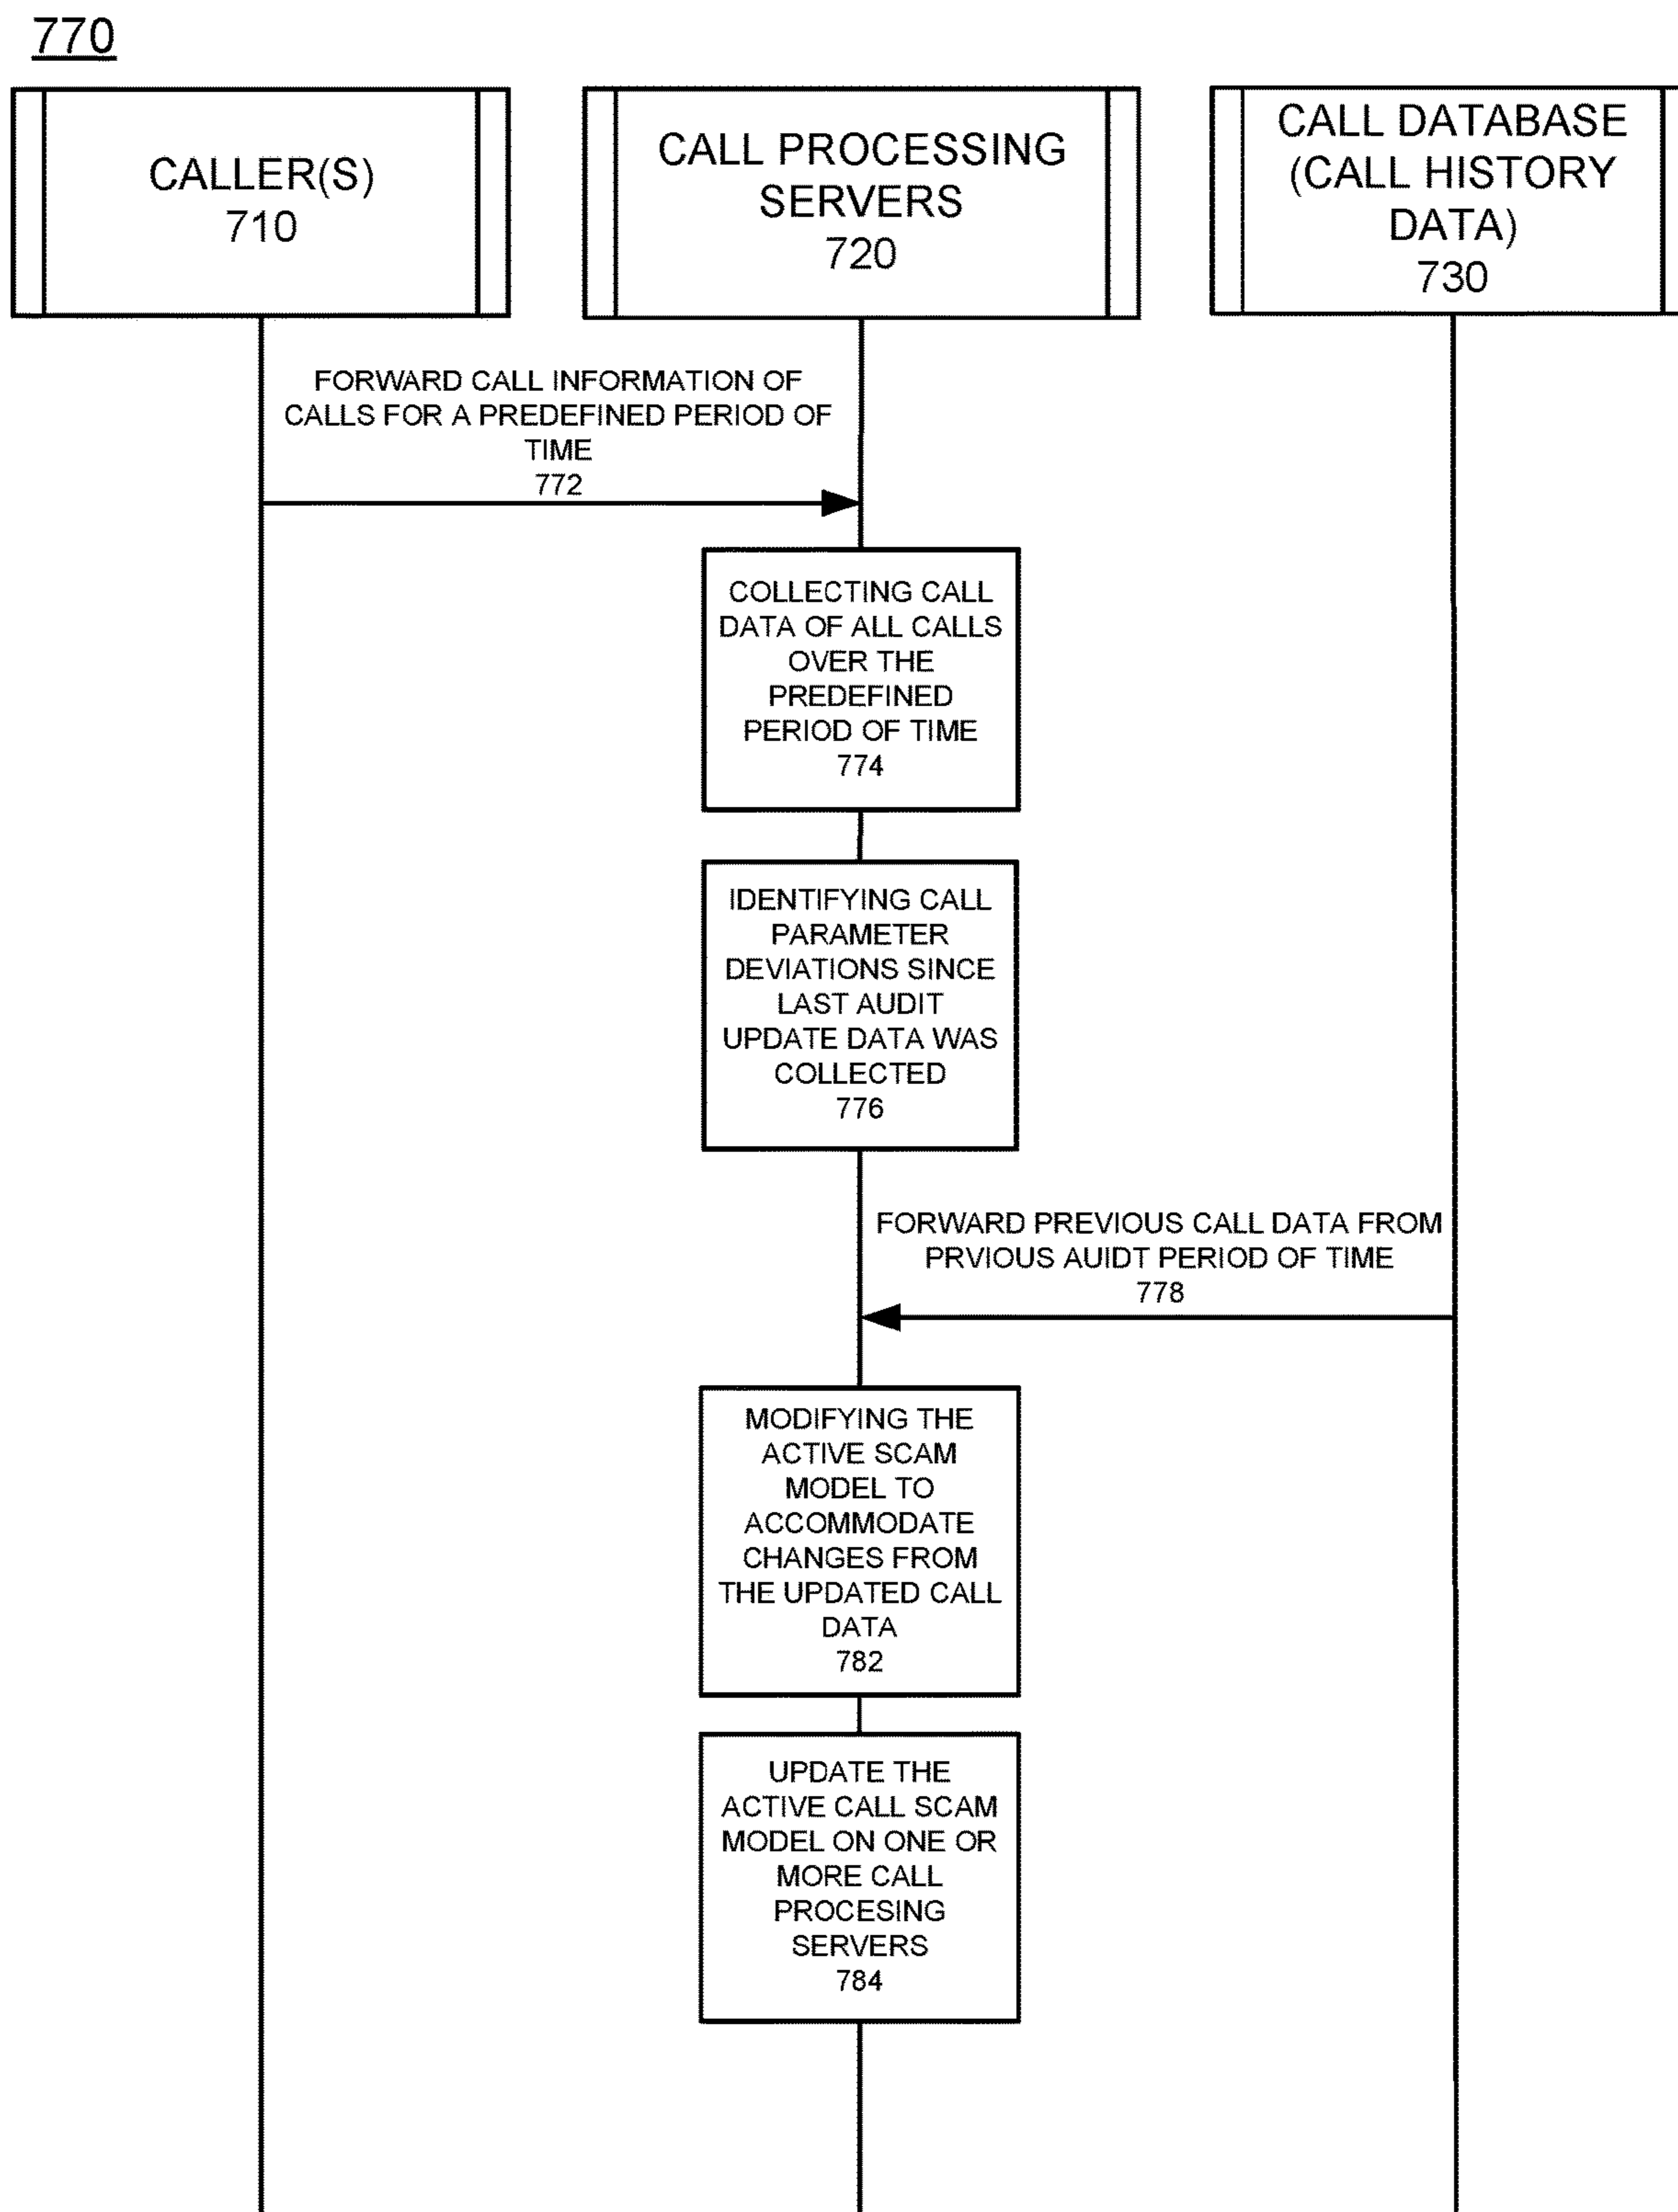 770
CALLER(S)
710
CALL PROCESSING
SERVERS
720
CALL DATABASE
(CALL HISTORY
DATA)
730
FORWARD CALL INFORMATION OF
CALLS FOR A PREDEFINED PERIOD OF
TIME
772
COLLECTING CALL
DATA OF ALL CALLS
OVER THE
PREDEFINED
PERIOD OF TIME
774
IDENTIFYING CALL
PARAMETER
DEVIATIONS SINCE
LAST AUDIT
UPDATE DATA WAS
COLLECTED
776
FORWARD PREVIOUS CALL DATA FROM
PRVIOUS AUIDT PERIOD OF TIME
778
MODIFYING THE
ACTIVE SCAM
MODEL TO
ACCOMMODATE
CHANGES FROM
THE UPDATED CALL
DATA
782
UPDATE THE
ACTIVE CALL SCAM
MODEL ON ONE OR
MORE CALL
PROCESING
SERVERS
784